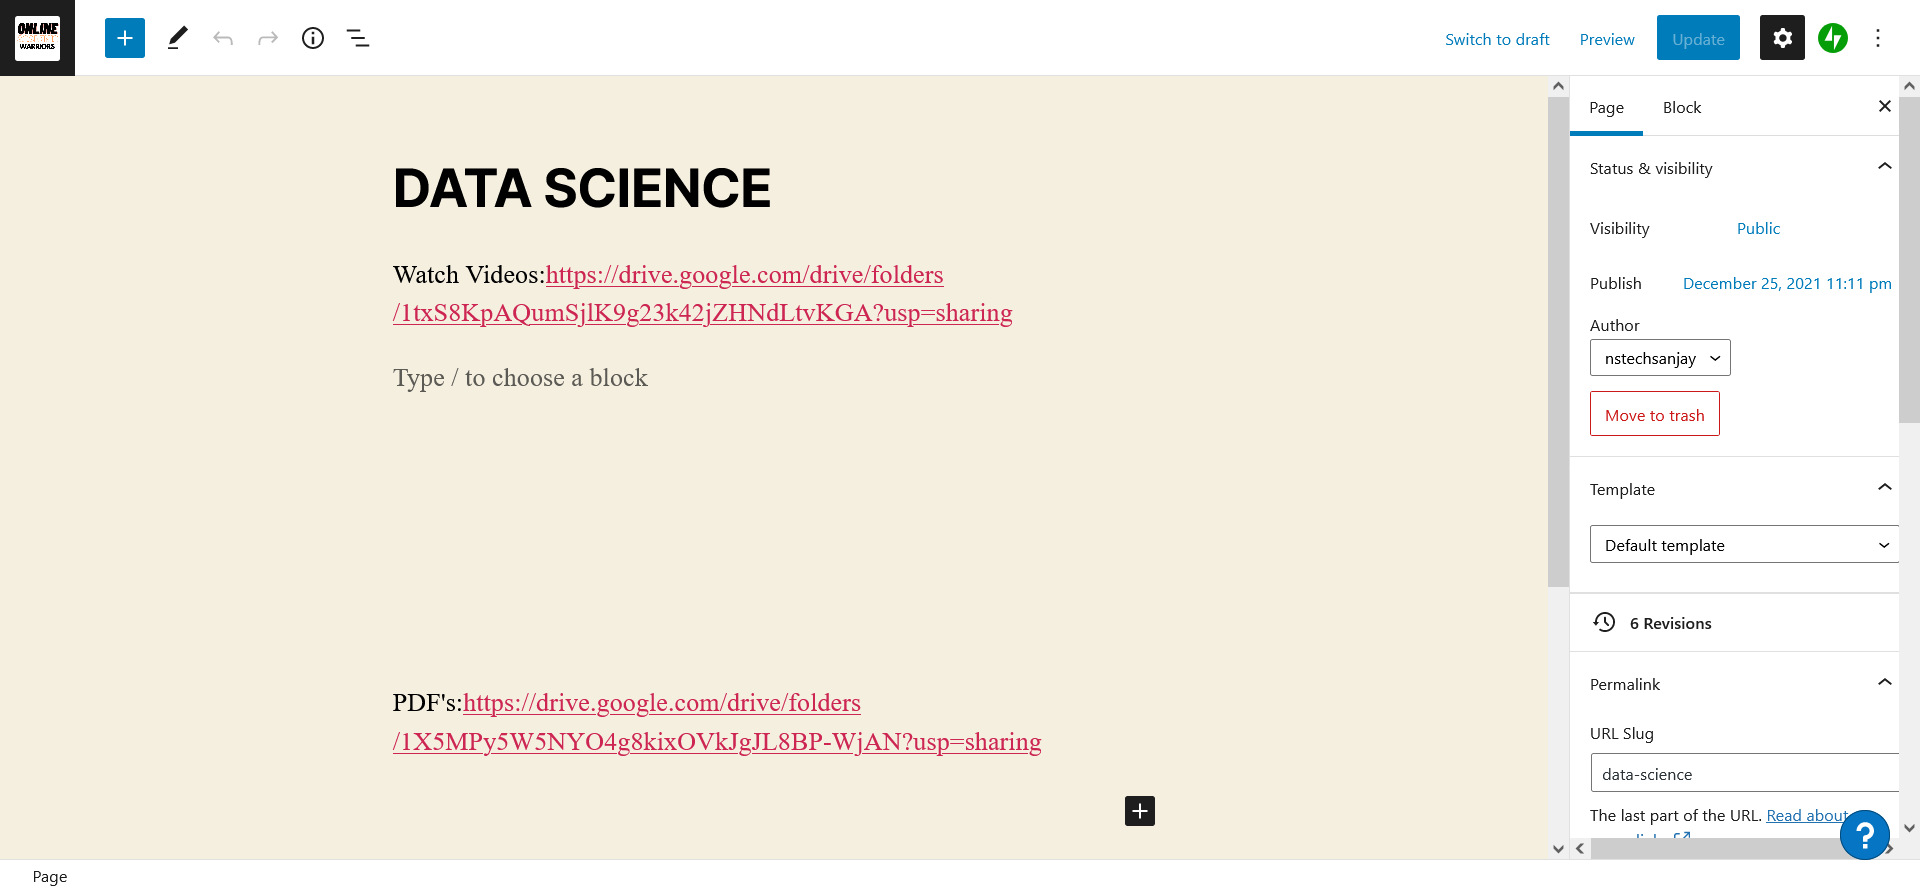 ONLINE
WARRIORS
Switch to draft
Preview
Update
Page
Block
DATA SCIENCE
Watch Videos:https://drive.google.com/drive/folders
/1txS8KpAQumSjlK9g23k42jZHNdLtvKGA?usp=sharing
Type / to choose a block
PDF's:https://drive.google.com/drive/folders
/1X5MPy5W5NYO4g8kixOVkJgJL8BP-WjAN?usp=sharing
Status & visibility
Visibility
Public
Publish
December 25, 2021 11:11 pm
Author
nstechsanjay
Move to trash
Template
Default template
6 Revisions
Permalink
URL Slug
data-science
The last part of the URL. Read about
Page